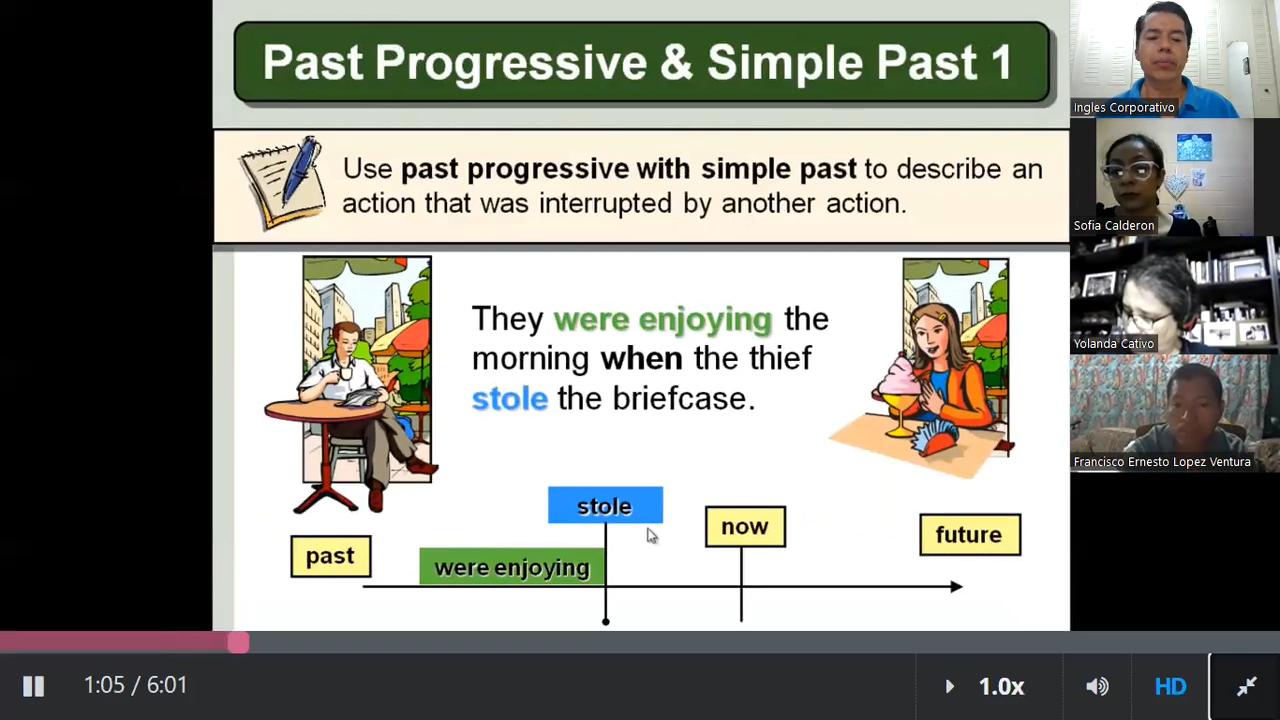 Past Progressive & Simple Past 1
Use past progressive with simple past to describe an
action that was interrupted by another action.
They were enjoying the
morning when the thief
stole the briefcase.
stole
now
future
past
were enjoying
Ingles Corporativo
Sofia Calderon
Yolanda Cativo
Francisco Ernesto Lopez Ventura
1:05 / 6:01
1.0x
HD